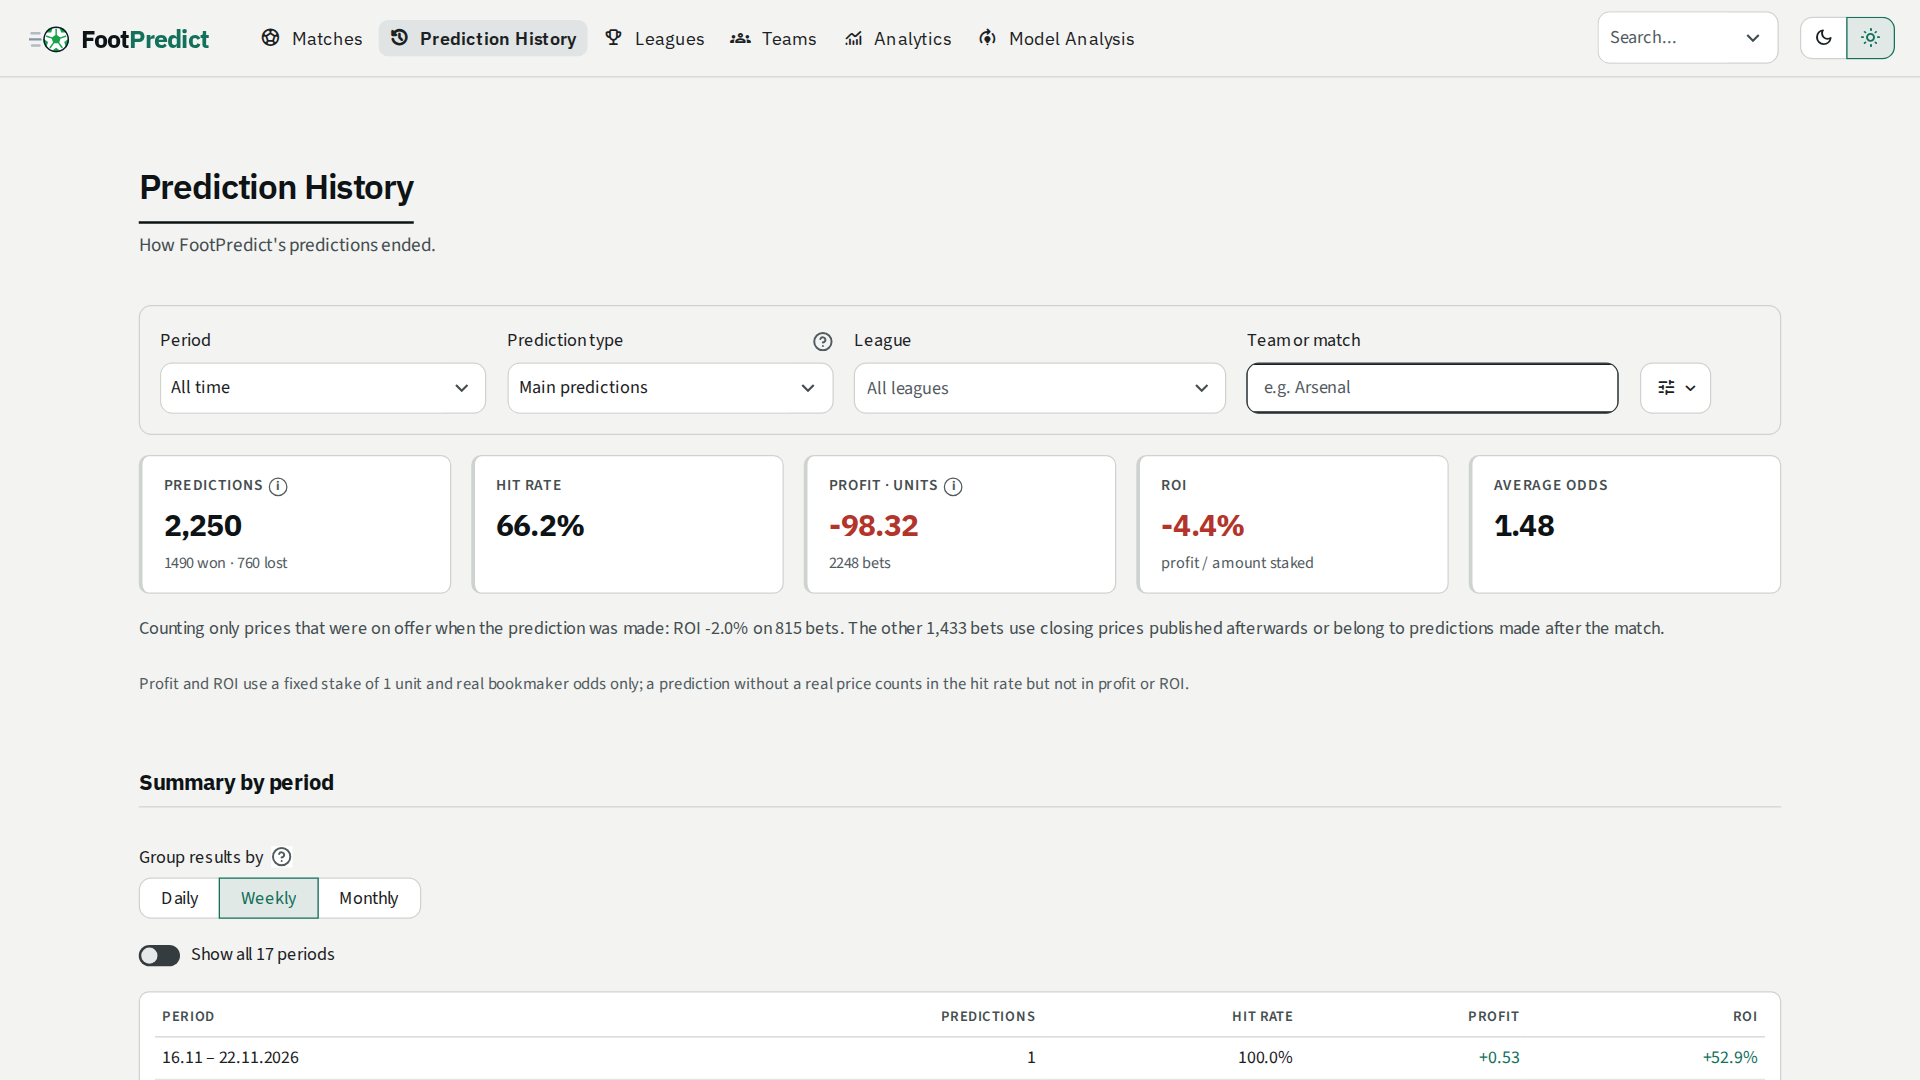 FootPredict
Matches
Prediction History
Leagues
Teams
Analytics
Model Analysis
Search...
Prediction History
How FootPredict's predictions ended.
Period
Prediction type
League
Team or match
All time
Main predictions
All leagues
e.g. Arsenal
PREDICTIONS
2,250
1490 won · 760 lost
HIT RATE
66.2%
PROFIT · UNITS
-98.32
2248 bets
ROI
-4.4%
profit / amount staked
AVERAGE ODDS
1.48
Counting only prices that were on offer when the prediction was made: ROI -2.0% on 815 bets. The other 1,433 bets use closing prices published afterwards or belong to predictions made after the match.
Profit and ROI use a fixed stake of 1 unit and real bookmaker odds only; a prediction without a real price counts in the hit rate but not in profit or ROI.
Summary by period
Group results by
Daily
Weekly
Monthly
Show all 17 periods
PERIOD PREDICTIONS HIT RATE PROFIT ROI
16.11 – 22.11.2026 1 100.0% +0.53 +52.9%